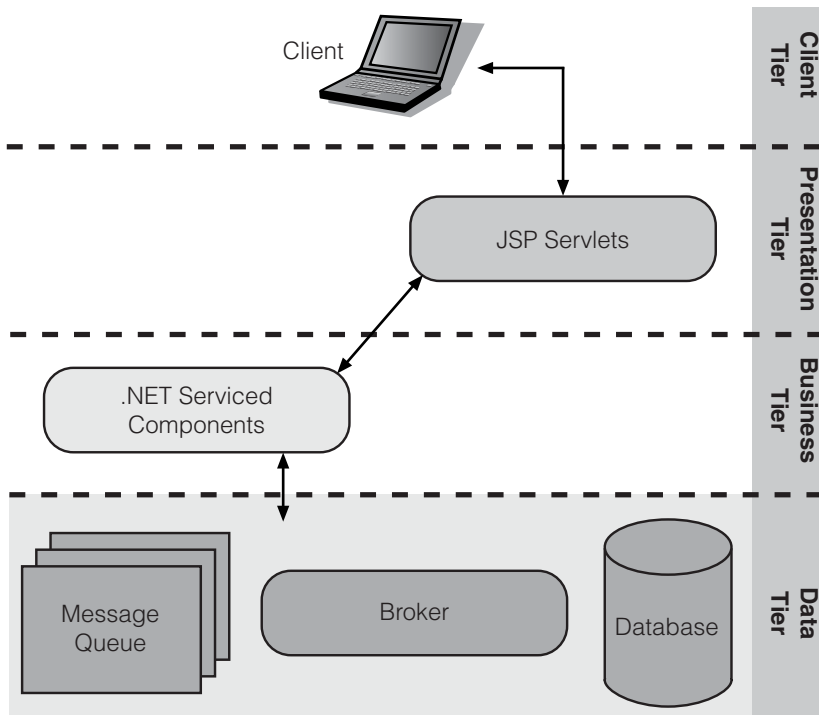 Client
Client
Tier
JSP Servlets
Presentation
Tier
.NET Serviced
Components
Business
Tier
Message
Queue
Broker
Database
Data
Tier